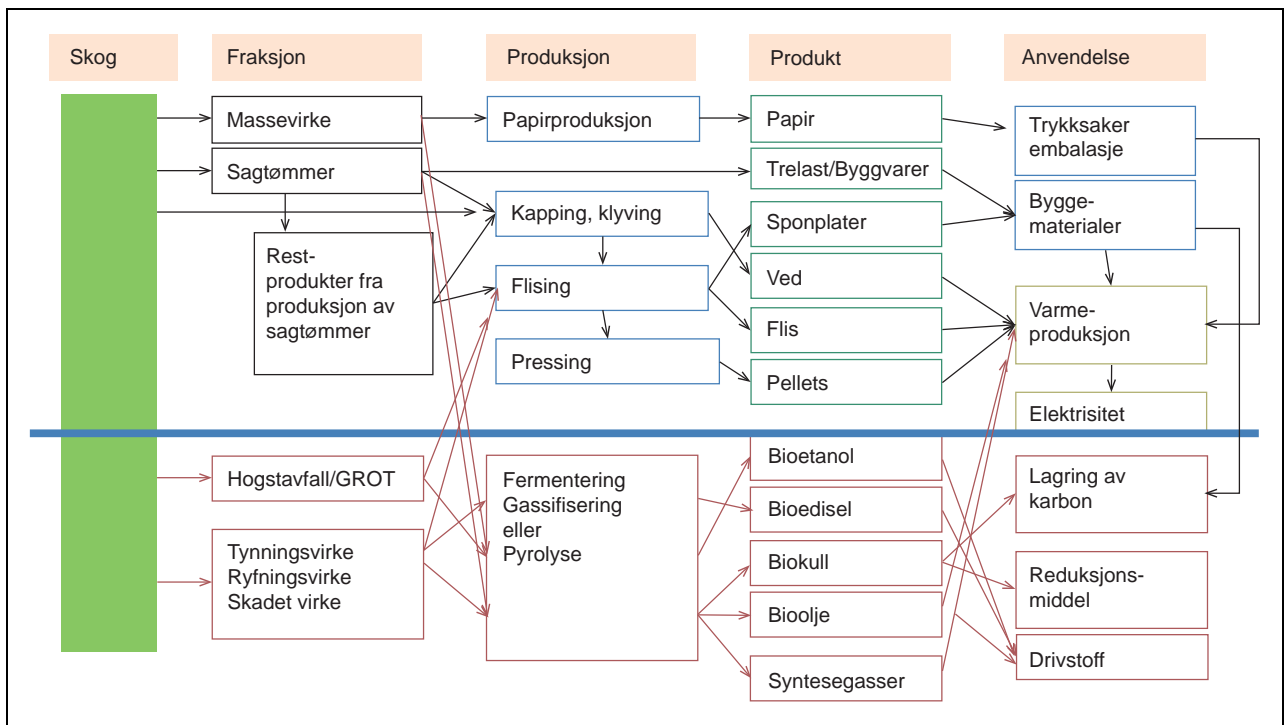 Skog
Fraksjon
Produksjon
Produkt
Anvendelse
Massevirke
Papirproduksjon
Papir
Trykksaker
embalasje
Sagtømmer
Trelast/Byggvarer
Kapping, klyving
Sponplater
Bygge-
materialer
Rest-
produkter fra
produksjon av
sagtømmer
Flising
Ved
Flis
Varme-
produksjon
Pressing
Pellets
Elektrisitet
Hogstavfall/GROT
Fermentering
Gassifisering
eller
Pyrolyse
Bioetanol
Bioedisel
Lagring av
karbon
Tynningsvirke
Ryfningsvirke
Skadet virke
Biokull
Bioolje
Syntesegasser
Reduksjons-
middel
Drivstoff